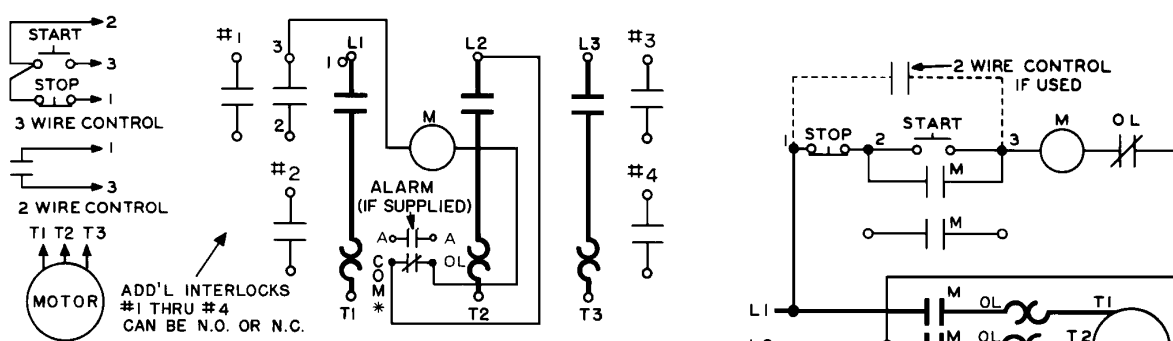 2
START
3
STOP
1
3 WIRE CONTROL
1
3
2 WIRE CONTROL
T1 T2 T3
MOTOR
ADD'L INTERLOCKS
#1 THRU #4
CAN BE N.O. OR N.C.
#1
3
2
#2
L1
1
L2
L3
M
ALARM
(IF SUPPLIED)
A
A
COM*
OL
T1
T2
T3
#3
#4
2 WIRE CONTROL
IF USED
1
STOP
2
START
3
M
OL
M
M
L1
M
OL
T1
M
OL
T2